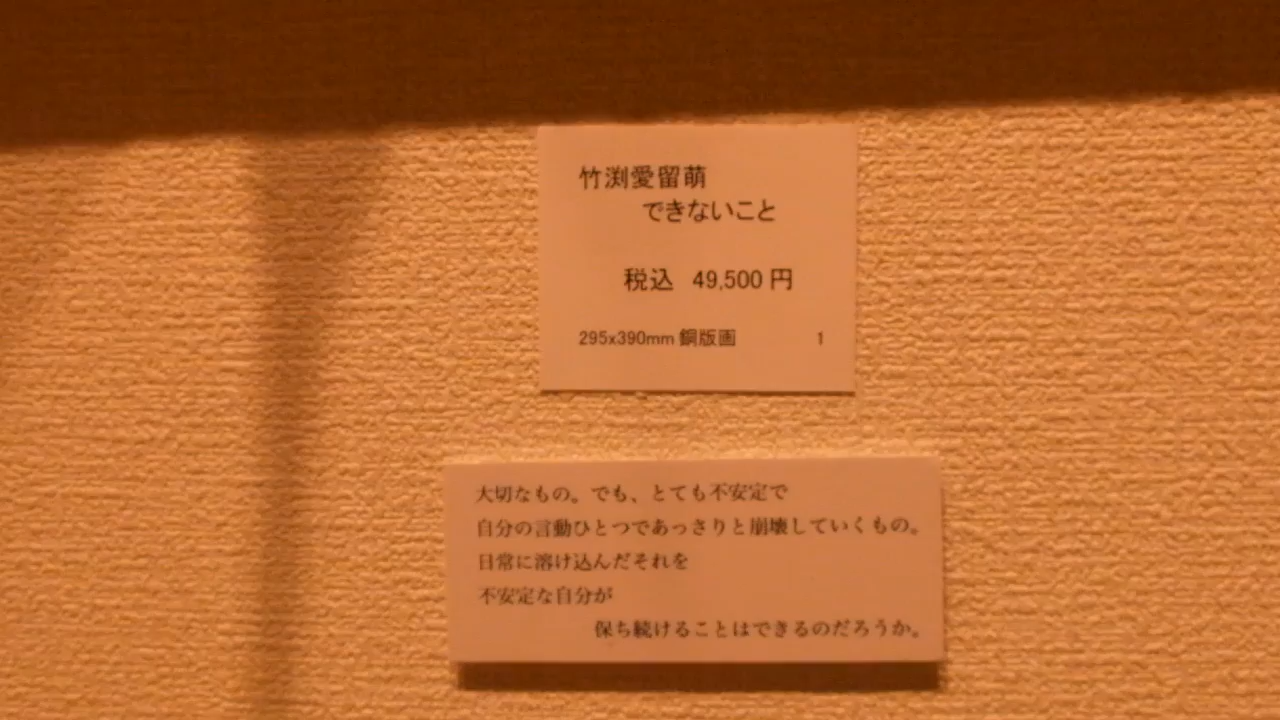 竹渕愛留萌
できないこと
税込 49,500 円
295x390mm 銅版画 1
大切なもの。でも、とても不安定で
自分の言動ひとつであっさりと崩壊していくもの。
日常に溶け込んだそれを
不安定な自分が
保ち続けることはできるのだろうか。